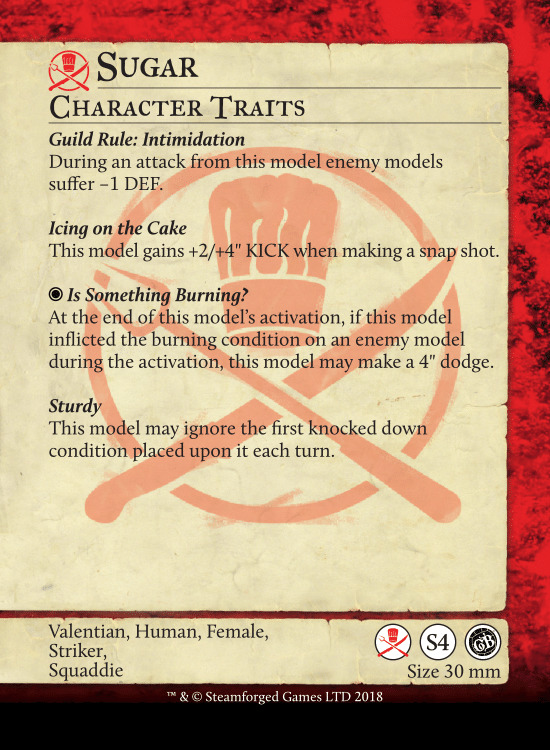 Sugar
Character Traits
Guild Rule: Intimidation
During an attack from this model enemy models
suffer –1 DEF.
Icing on the Cake
This model gains +2/+4" KICK when making a snap shot.
Is Something Burning?
At the end of this model's activation, if this model
inflicted the burning condition on an enemy model
during the activation, this model may make a 4" dodge.
Sturdy
This model may ignore the first knocked down
condition placed upon it each turn.
Valentian, Human, Female,
Striker,
Squaddie
S4
GB
Size 30 mm
™ & © Steamforged Games LTD 2018